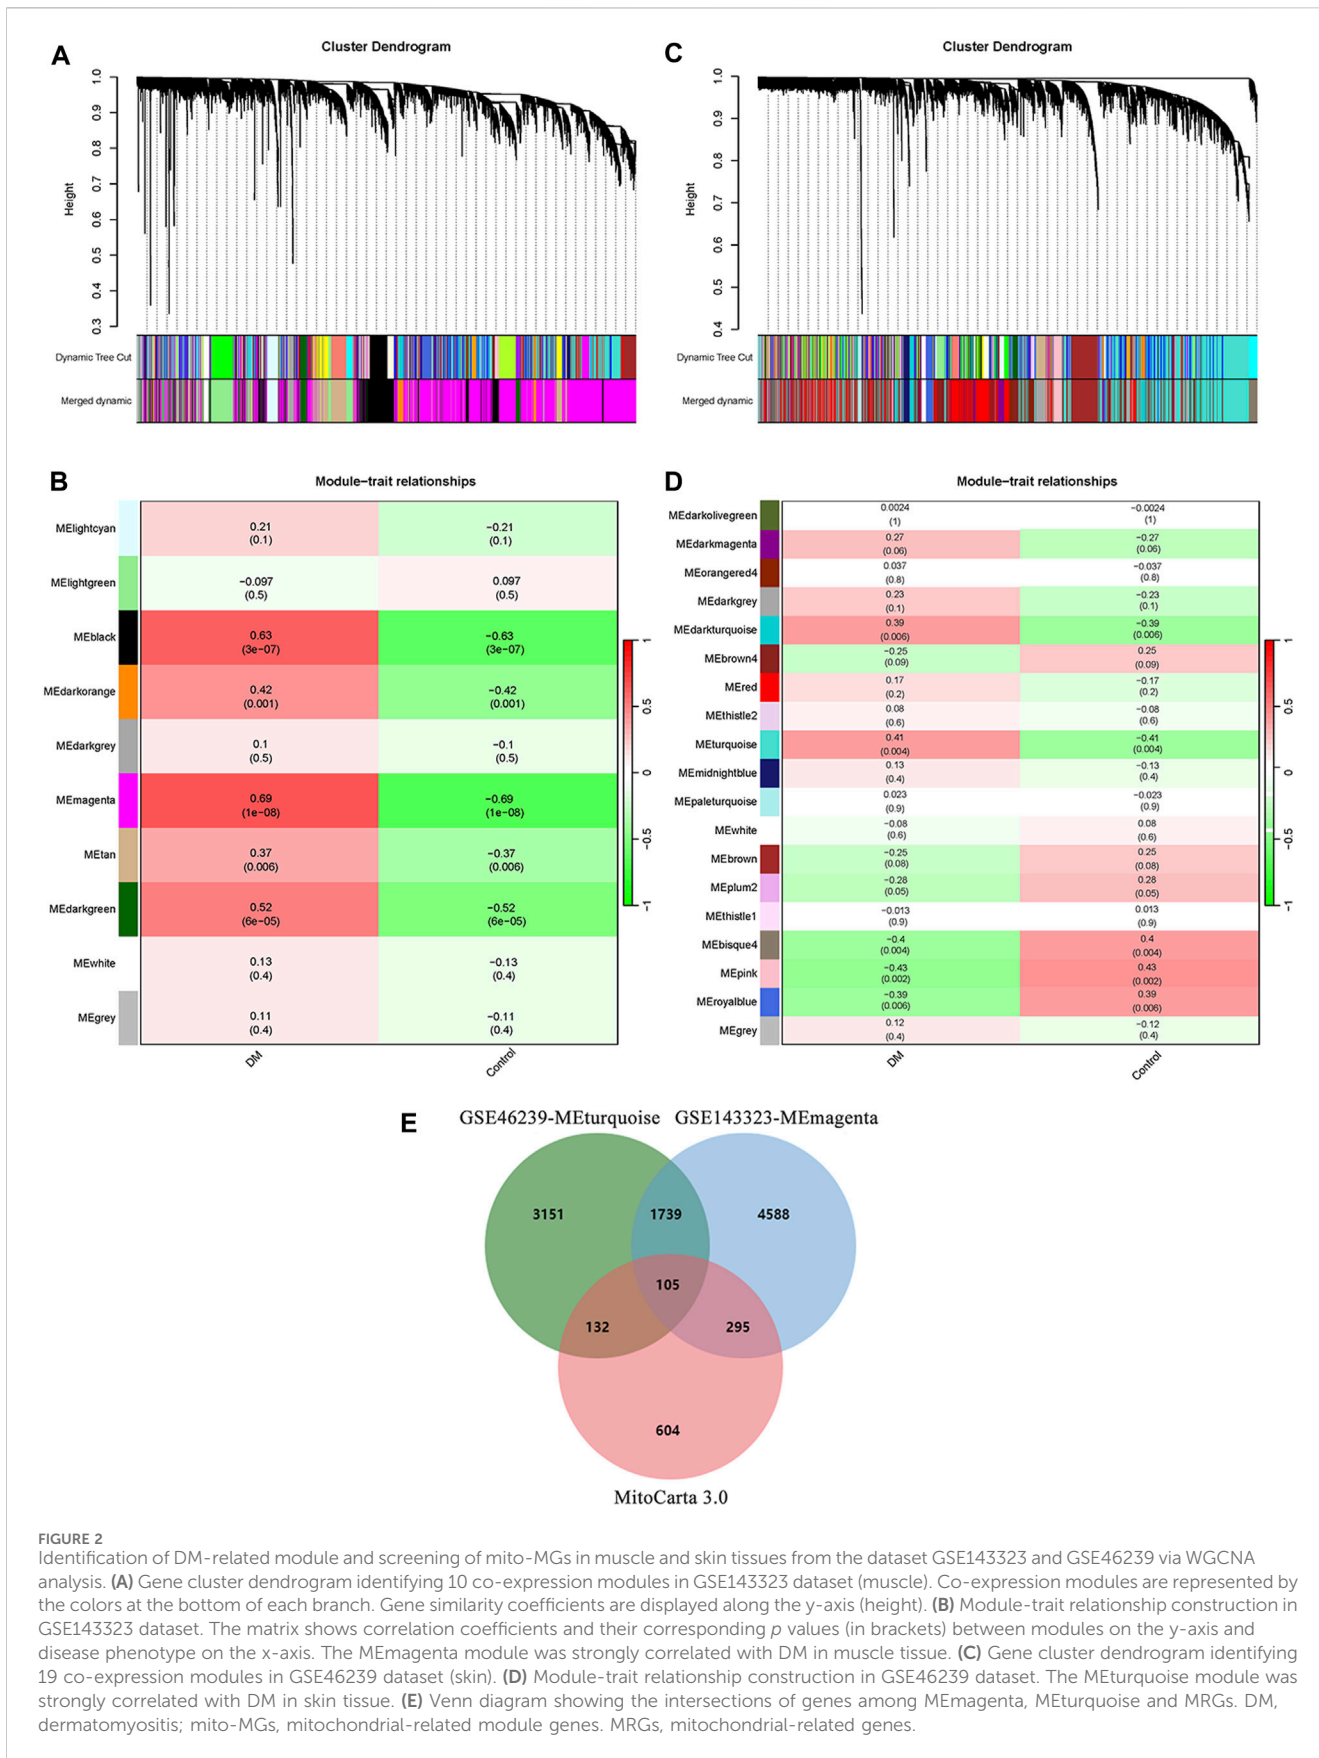 A
Cluster Dendrogram
Height
1.0
0.9
0.8
0.7
0.6
0.5
0.4
0.3
Dynamic Tree Cut
Merged dynamic
C
Cluster Dendrogram
Height
1.0
0.9
0.8
0.7
0.6
0.5
0.4
Dynamic Tree Cut
Merged dynamic
B
Module-trait relationships
MElightcyan 0.21 −0.21
(0.1) (0.1)
MElightgreen −0.097 0.097
(0.5) (0.5)
MEblack 0.63 −0.63
(3e−07) (3e−07)
MEdarkorange 0.42 −0.42
(0.001) (0.001)
MEdarkgrey 0.1 −0.1
(0.5) (0.5)
MEmagenta 0.69 −0.69
(1e−08) (1e−08)
MEtan 0.37 −0.37
(0.006) (0.006)
MEdarkgreen 0.52 −0.52
(6e−05) (6e−05)
MEwhite 0.13 −0.13
(0.4) (0.4)
MEgrey 0.11 −0.11
(0.4) (0.4)
DM Control
1
0.5
0
−0.5
−1
D
Module-trait relationships
MEdarkolivegreen 0.0024 −0.0024
(1) (1)
MEdarkmagenta 0.27 −0.27
(0.06) (0.06)
MEorangered4 0.037 −0.037
(0.8) (0.8)
MEdarkgrey 0.23 −0.23
(0.1) (0.1)
MEdarkturquoise 0.39 −0.39
(0.006) (0.006)
MEbrown4 −0.25 0.25
(0.09) (0.09)
MEred 0.17 −0.17
(0.2) (0.2)
MEthistle2 0.08 −0.08
(0.6) (0.6)
MEturquoise 0.41 −0.41
(0.004) (0.004)
MEmidnightblue 0.13 −0.13
(0.4) (0.4)
MEpaleturquoise 0.023 −0.023
(0.9) (0.9)
MEwhite −0.08 0.08
(0.6) (0.6)
MEbrown −0.25 0.25
(0.08) (0.08)
MEplum2 −0.28 0.28
(0.05) (0.05)
MEthistle1 −0.013 0.013
(0.9) (0.9)
MEbisque4 −0.4 0.4
(0.004) (0.004)
MEpink −0.43 0.43
(0.002) (0.002)
MEroyalblue −0.39 0.39
(0.006) (0.006)
MEgrey 0.12 −0.12
(0.4) (0.4)
DM Control
1
0.5
0
−0.5
−1
E
GSE46239-MEturquoise GSE143323-MEmagenta
3151 1739 4588
105
132 295
604
MitoCarta 3.0
FIGURE 2
Identification of DM-related module and screening of mito-MGs in muscle and skin tissues from the dataset GSE143323 and GSE46239 via WGCNA
analysis. (A) Gene cluster dendrogram identifying 10 co-expression modules in GSE143323 dataset (muscle). Co-expression modules are represented by
the colors at the bottom of each branch. Gene similarity coefficients are displayed along the y-axis (height). (B) Module-trait relationship construction in
GSE143323 dataset. The matrix shows correlation coefficients and their corresponding p values (in brackets) between modules on the y-axis and
disease phenotype on the x-axis. The MEmagenta module was strongly correlated with DM in muscle tissue. (C) Gene cluster dendrogram identifying
19 co-expression modules in GSE46239 dataset (skin). (D) Module-trait relationship construction in GSE46239 dataset. The MEturquoise module was
strongly correlated with DM in skin tissue. (E) Venn diagram showing the intersections of genes among MEmagenta, MEturquoise and MRGs. DM,
dermatomyositis; mito-MGs, mitochondrial-related module genes. MRGs, mitochondrial-related genes.